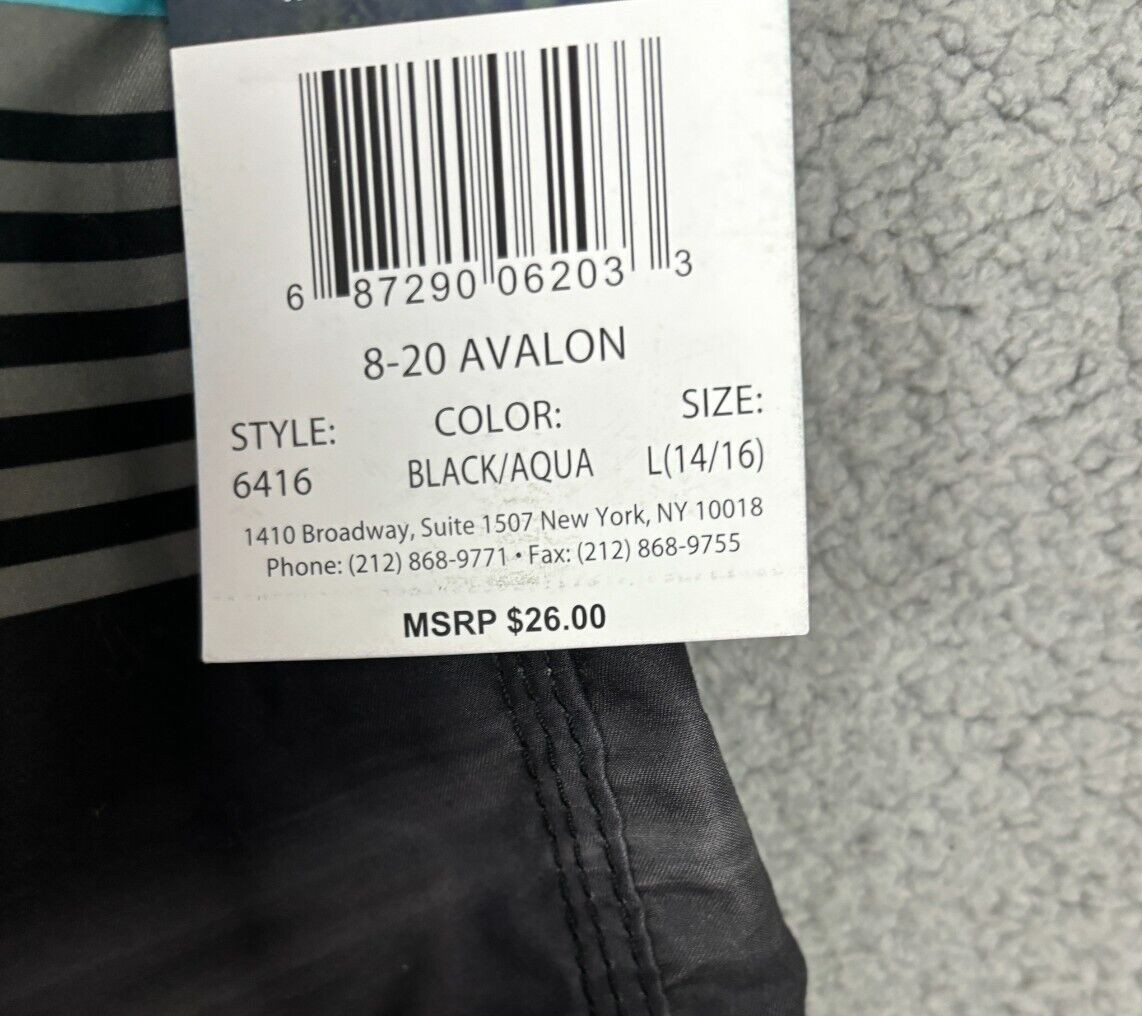 6 87290 06203 3
8-20 AVALON
STYLE: COLOR: SIZE:
6416 BLACK/AQUA L(14/16)
1410 Broadway, Suite 1507 New York, NY 10018
Phone: (212) 868-9771 • Fax: (212) 868-9755
MSRP $26.00